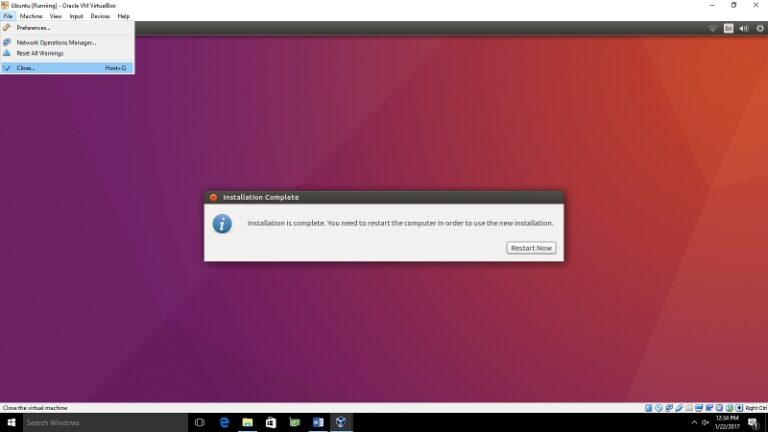 Ubuntu [Running] - Oracle VM VirtualBox
File Machine View Input Devices Help
Preferences...
Network Operations Manager...
Reset All Warnings
Close... Host+Q
En
Installation Complete
Installation is complete. You need to restart the computer in order to use the new installation.
Restart Now
Close the virtual machine
Right Ctrl
Search Windows
12:34 PM
1/22/2017